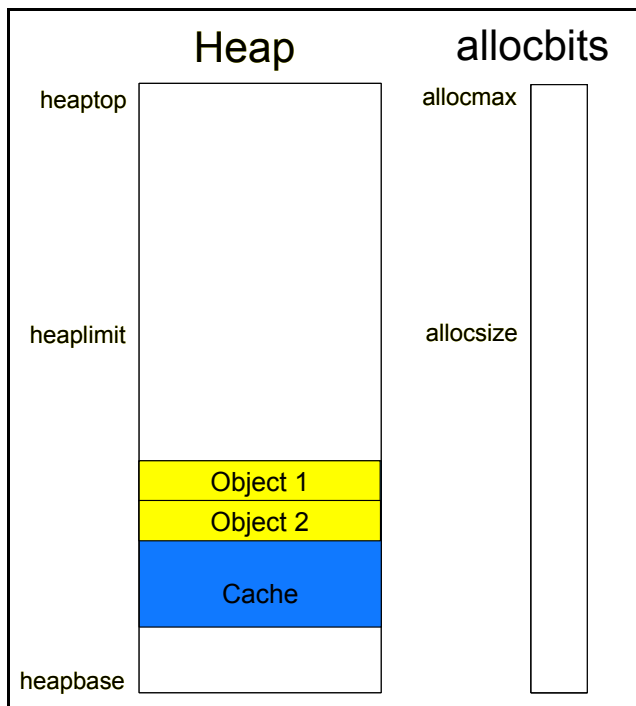 Heap
allocbits
heaptop
allocmax
heaplimit
allocsize
Object 1
Object 2
Cache
heapbase